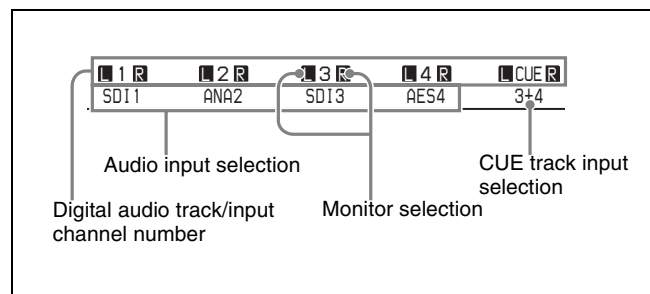 L 1 R L 2 R L 3 R L 4 R L CUE R
SDI1 ANA2 SDI3 AES4 3+4
Audio input selection
CUE track input
selection
Digital audio track/input
channel number
Monitor selection